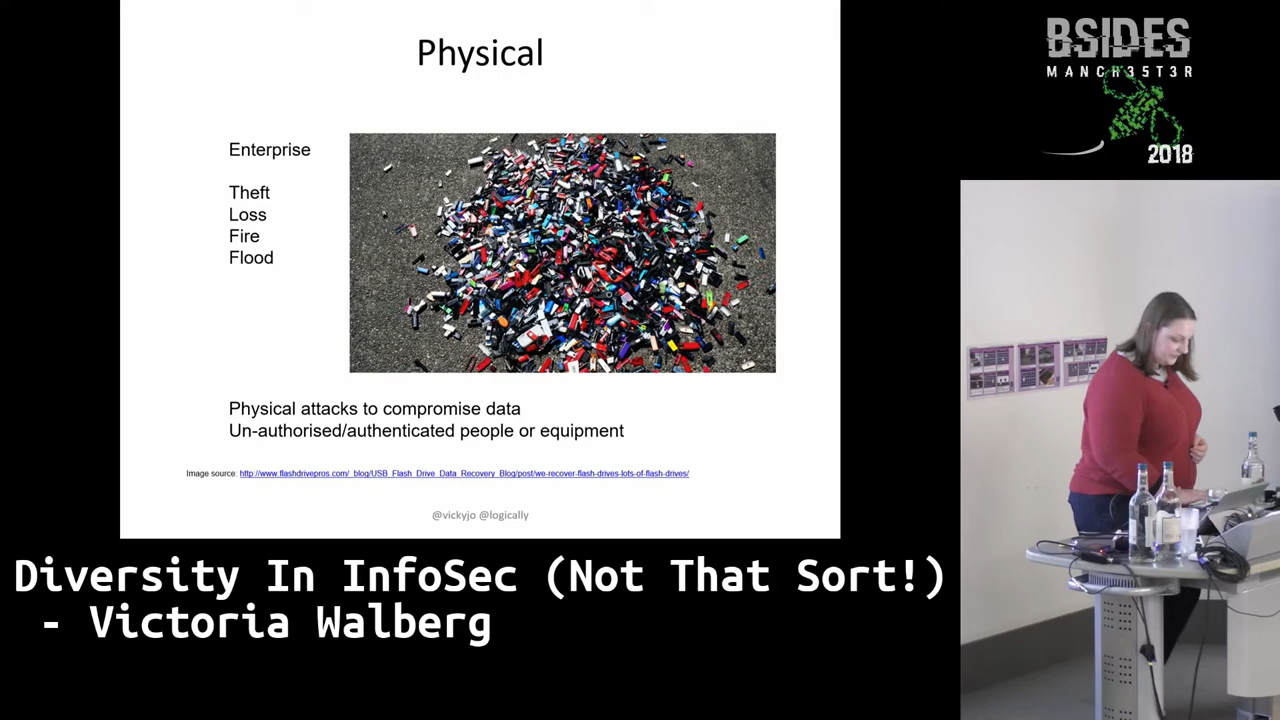 Physical
Enterprise
Theft
Loss
Fire
Flood
Physical attacks to compromise data
Un-authorised/authenticated people or equipment
Image source: http://www.flashdrivepros.com/_blog/USB_Flash_Drive_Data_Recovery_Blog/post/we-recover-flash-drives-lots-of-flash-drives/
@vickyjo @logically
BSIDES
MANCH35T3R
2018
Diversity In InfoSec (Not That Sort!)
- Victoria Walberg